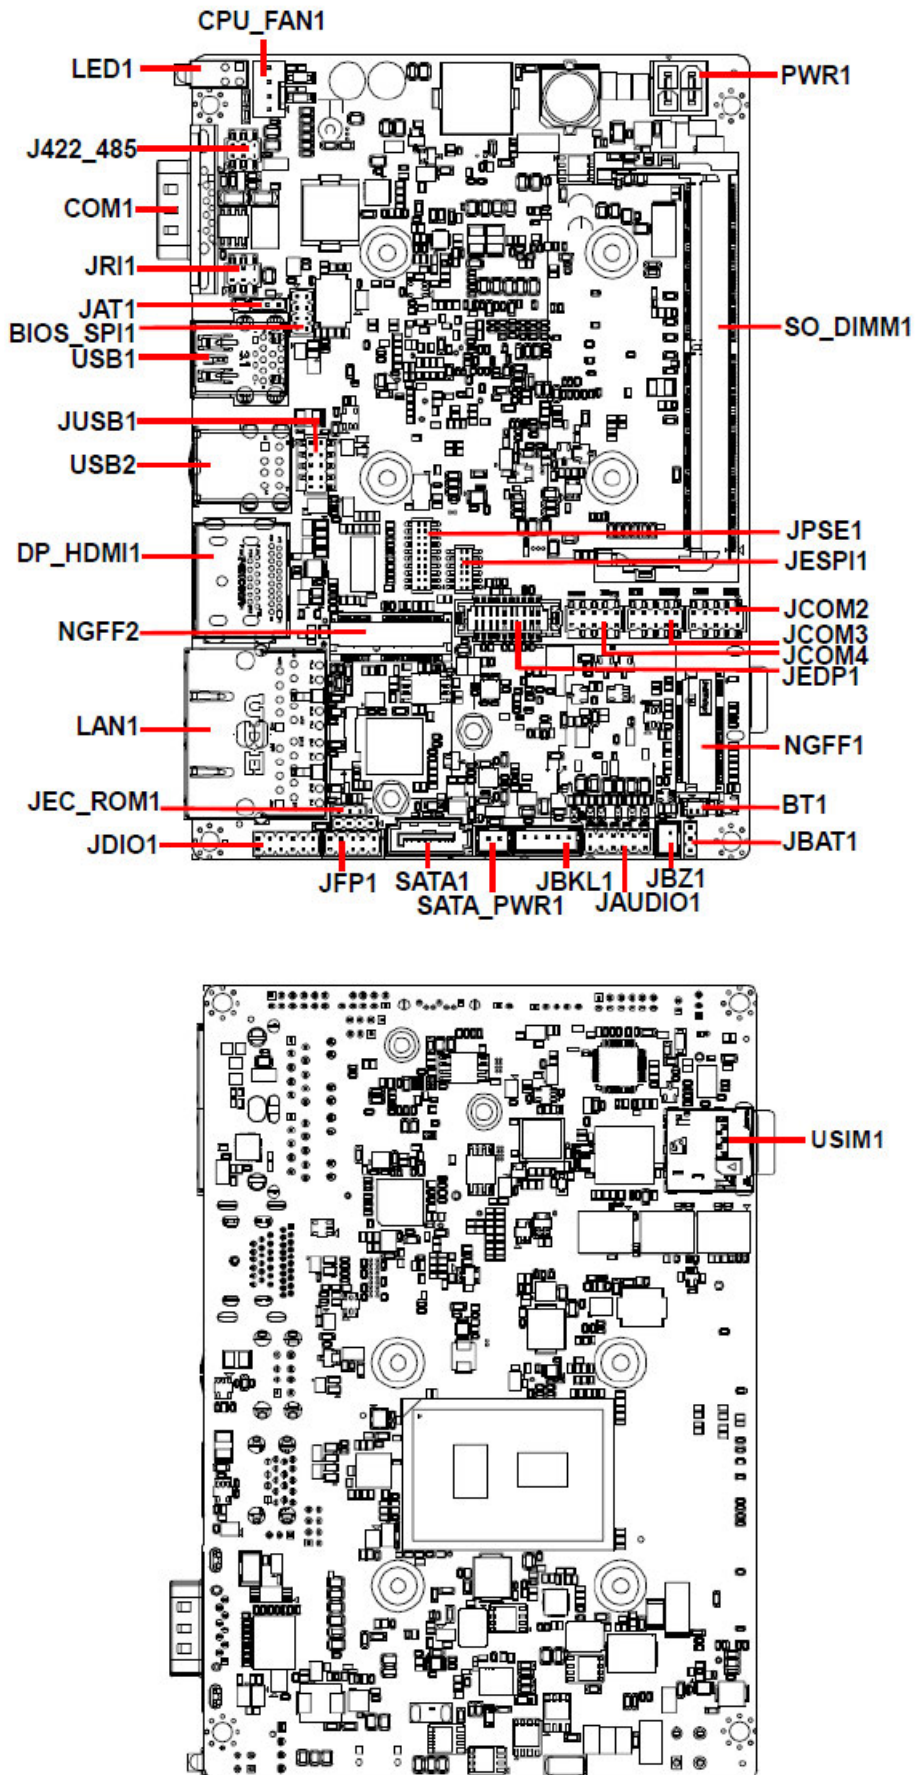 CPU_FAN1
LED1
PWR1
J422_485
COM1
JRI1
JAT1
BIOS_SPI1
SO_DIMM1
USB1
JUSB1
USB2
JPSE1
DP_HDMI1
JESPI1
JCOM2
NGFF2
JCOM3
JCOM4
JEDP1
LAN1
NGFF1
JEC_ROM1
BT1
JDIO1
JBAT1
JFP1
SATA1
JBKL1
JBZ1
SATA_PWR1
JAUDIO1
USIM1